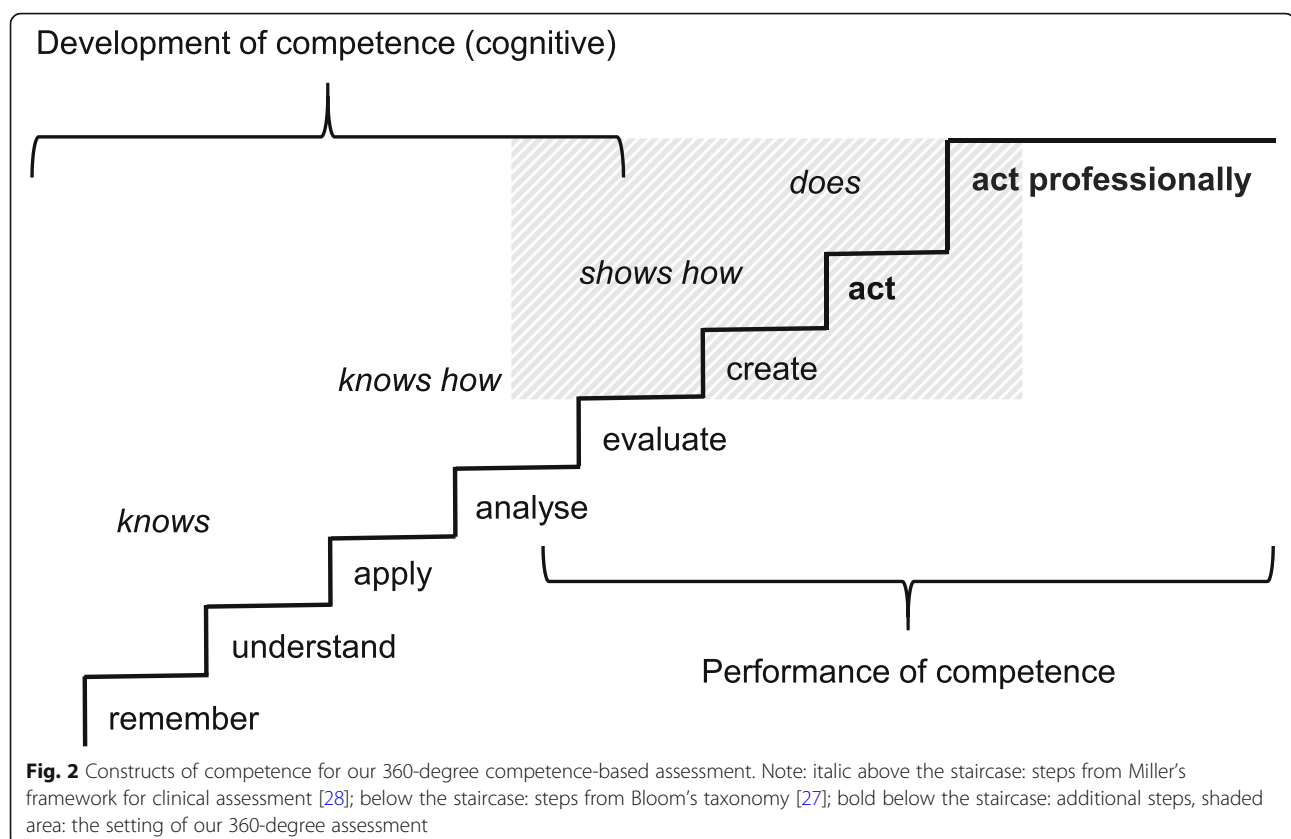 Development of competence (cognitive)
does
act professionally
shows how
act
knows how
create
evaluate
knows
analyse
apply
understand
Performance of competence
remember
Fig. 2 Constructs of competence for our 360-degree competence-based assessment. Note: italic above the staircase: steps from Miller's
framework for clinical assessment [28]; below the staircase: steps from Bloom's taxonomy [27]; bold below the staircase: additional steps, shaded
area: the setting of our 360-degree assessment